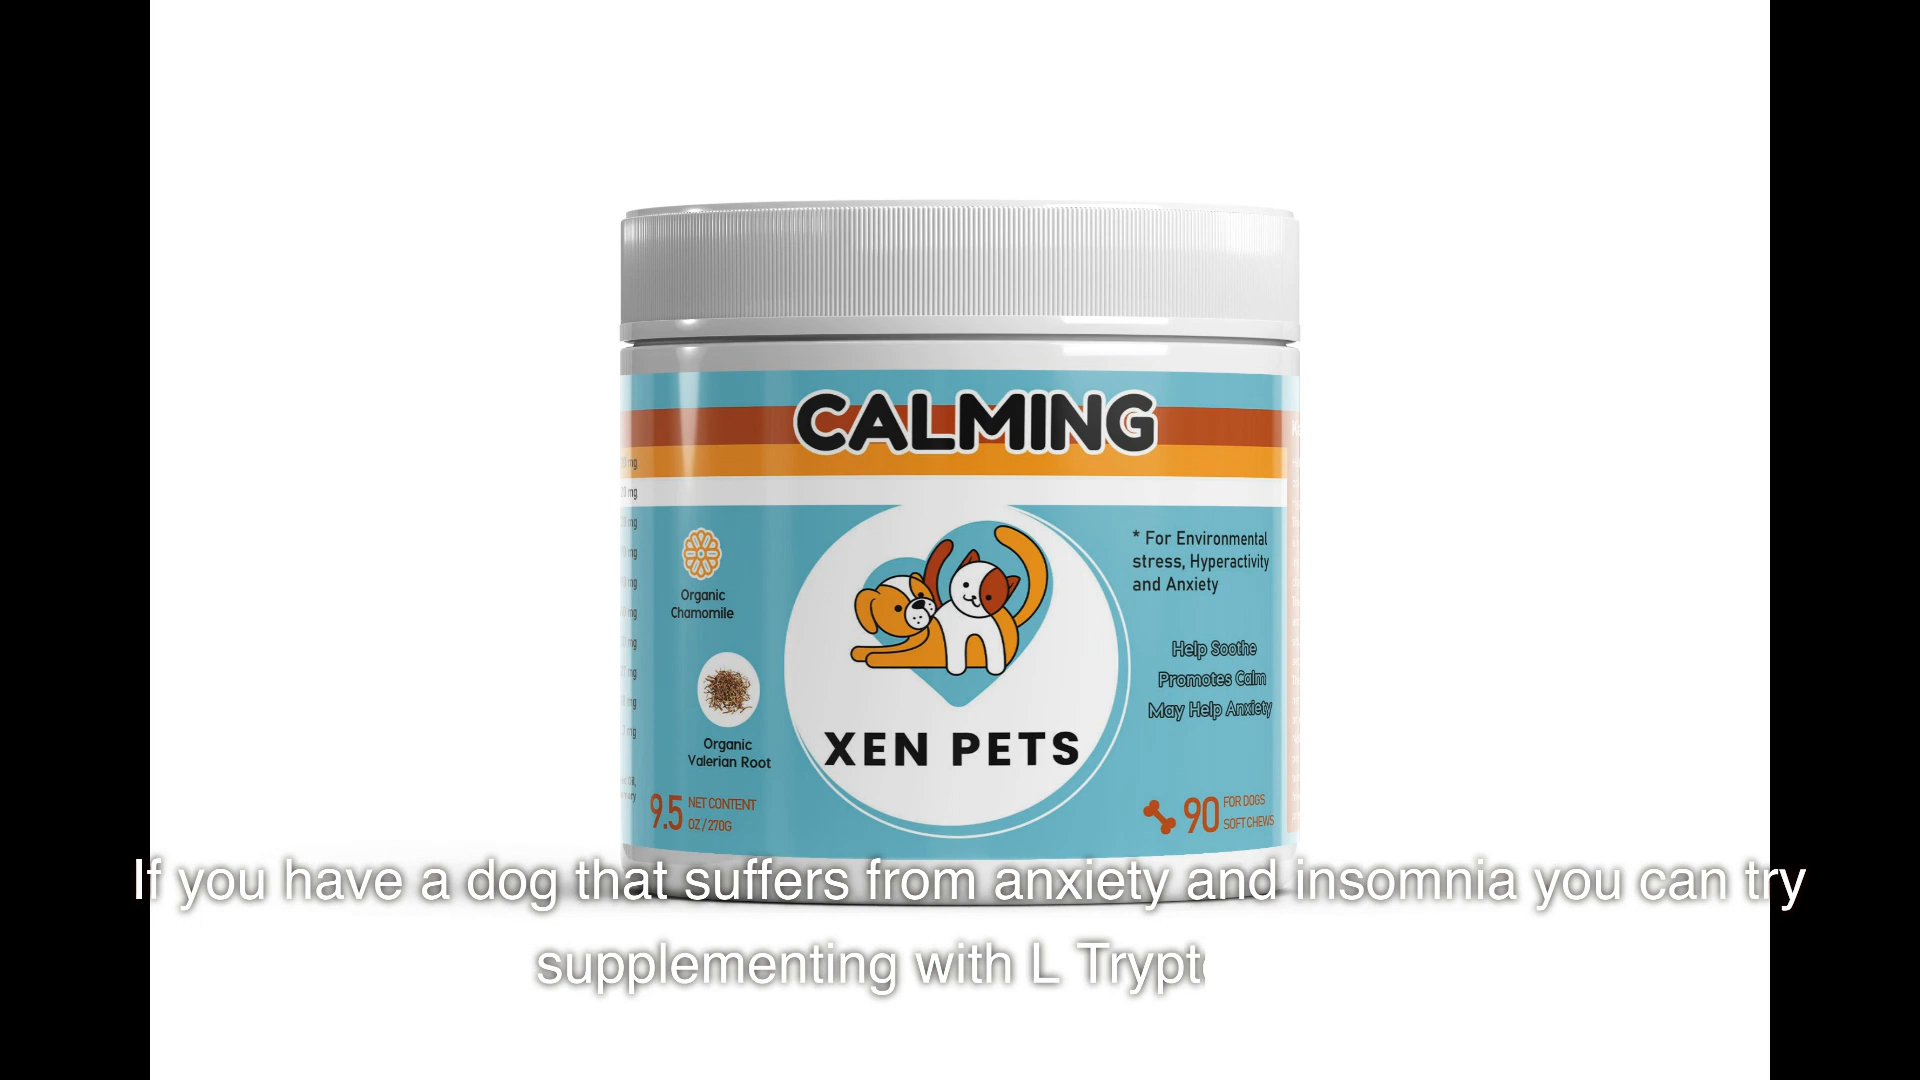 CALMING
Organic
Chamomile
Organic
Valerian Root
9.5 NET CONTENT
OZ / 270G
XEN PETS
* For Environmental
stress, Hyperactivity
and Anxiety
Help Soothe
Promotes Calm
May Help Anxiety
90 FOR DOGS
SOFT CHEWS
If you have a dog that suffers from anxiety and insomnia you can try
supplementing with L Trypt